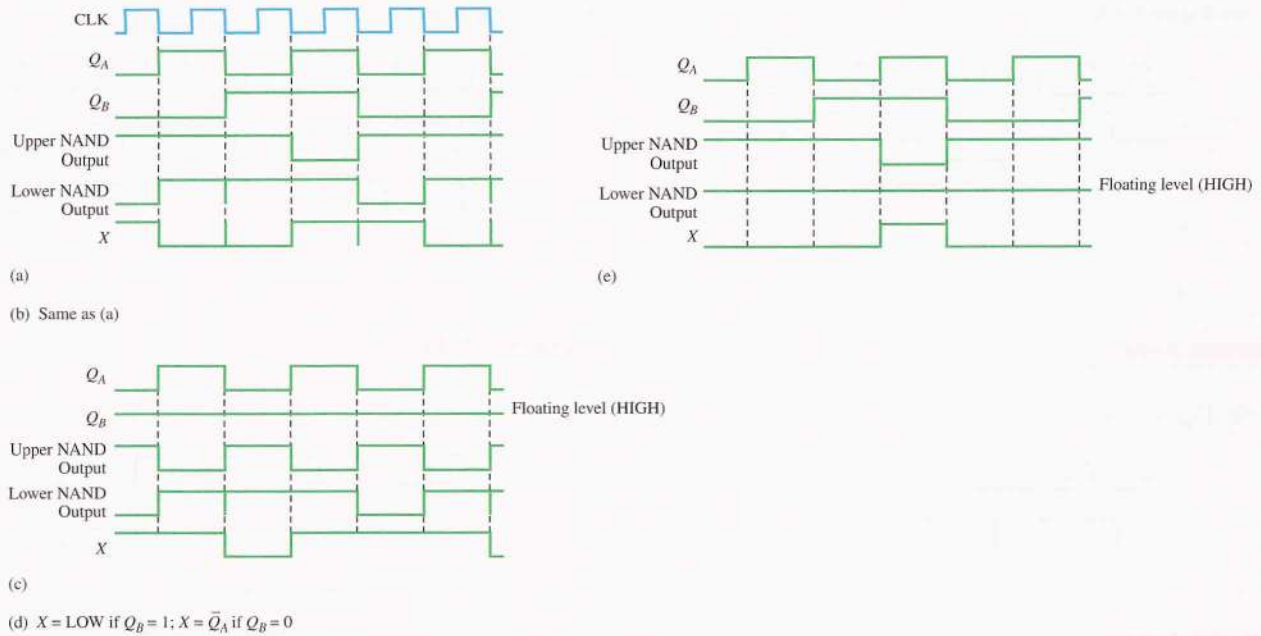 CLK
Q_A
Q_B
Upper NAND
Output
Lower NAND
Output
X
(a)
(b) Same as (a)
Q_A
Q_B
Floating level (HIGH)
Upper NAND
Output
Lower NAND
Output
X
(c)
(d) X = LOW if Q_B = 1; X = Q̄_A if Q_B = 0
Q_A
Q_B
Upper NAND
Output
Lower NAND
Output
Floating level (HIGH)
X
(e)